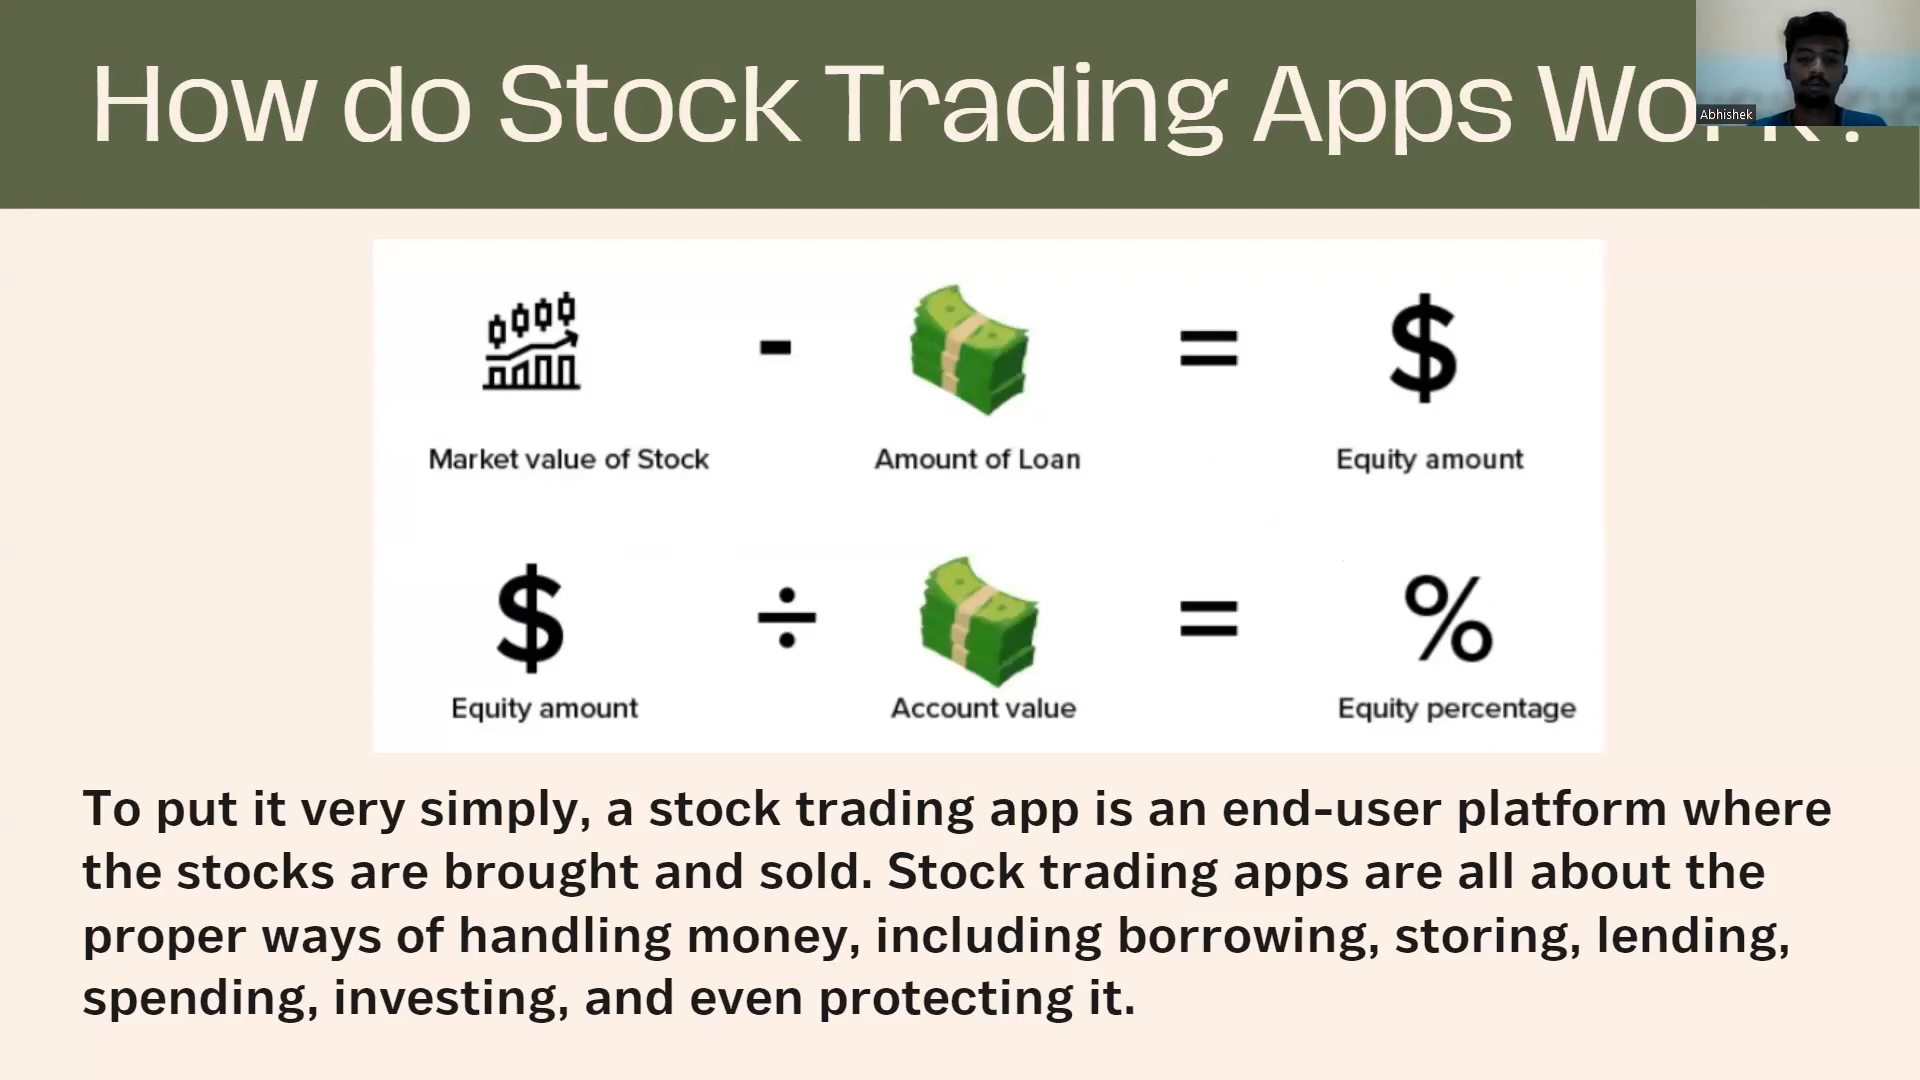 How do Stock Trading Apps Work?
Abhishek
- =  $
Market value of Stock Amount of Loan Equity amount
$ ÷ = %
Equity amount Account value Equity percentage
To put it very simply, a stock trading app is an end-user platform where
the stocks are brought and sold. Stock trading apps are all about the
proper ways of handling money, including borrowing, storing, lending,
spending, investing, and even protecting it.